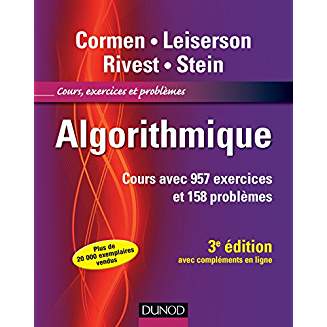 Cormen • Leiserson
Rivest • Stein
Cours, exercices et problèmes
Algorithmique
Cours avec 957 exercices
et 158 problèmes
Plus de
20 000 exemplaires
vendus
3e édition
avec compléments en ligne
DUNOD